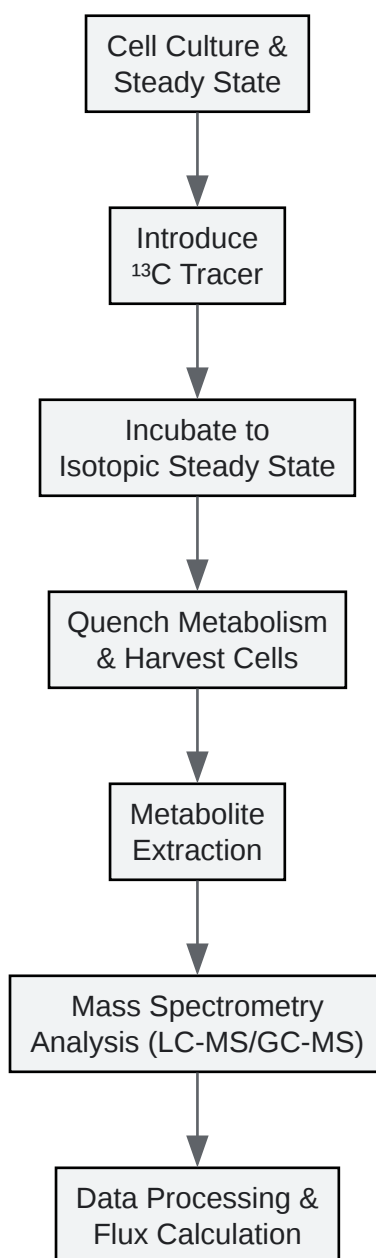 Cell Culture &
Steady State
Introduce
¹³C Tracer
Incubate to
Isotopic Steady State
Quench Metabolism
& Harvest Cells
Metabolite
Extraction
Mass Spectrometry
Analysis (LC-MS/GC-MS)
Data Processing &
Flux Calculation